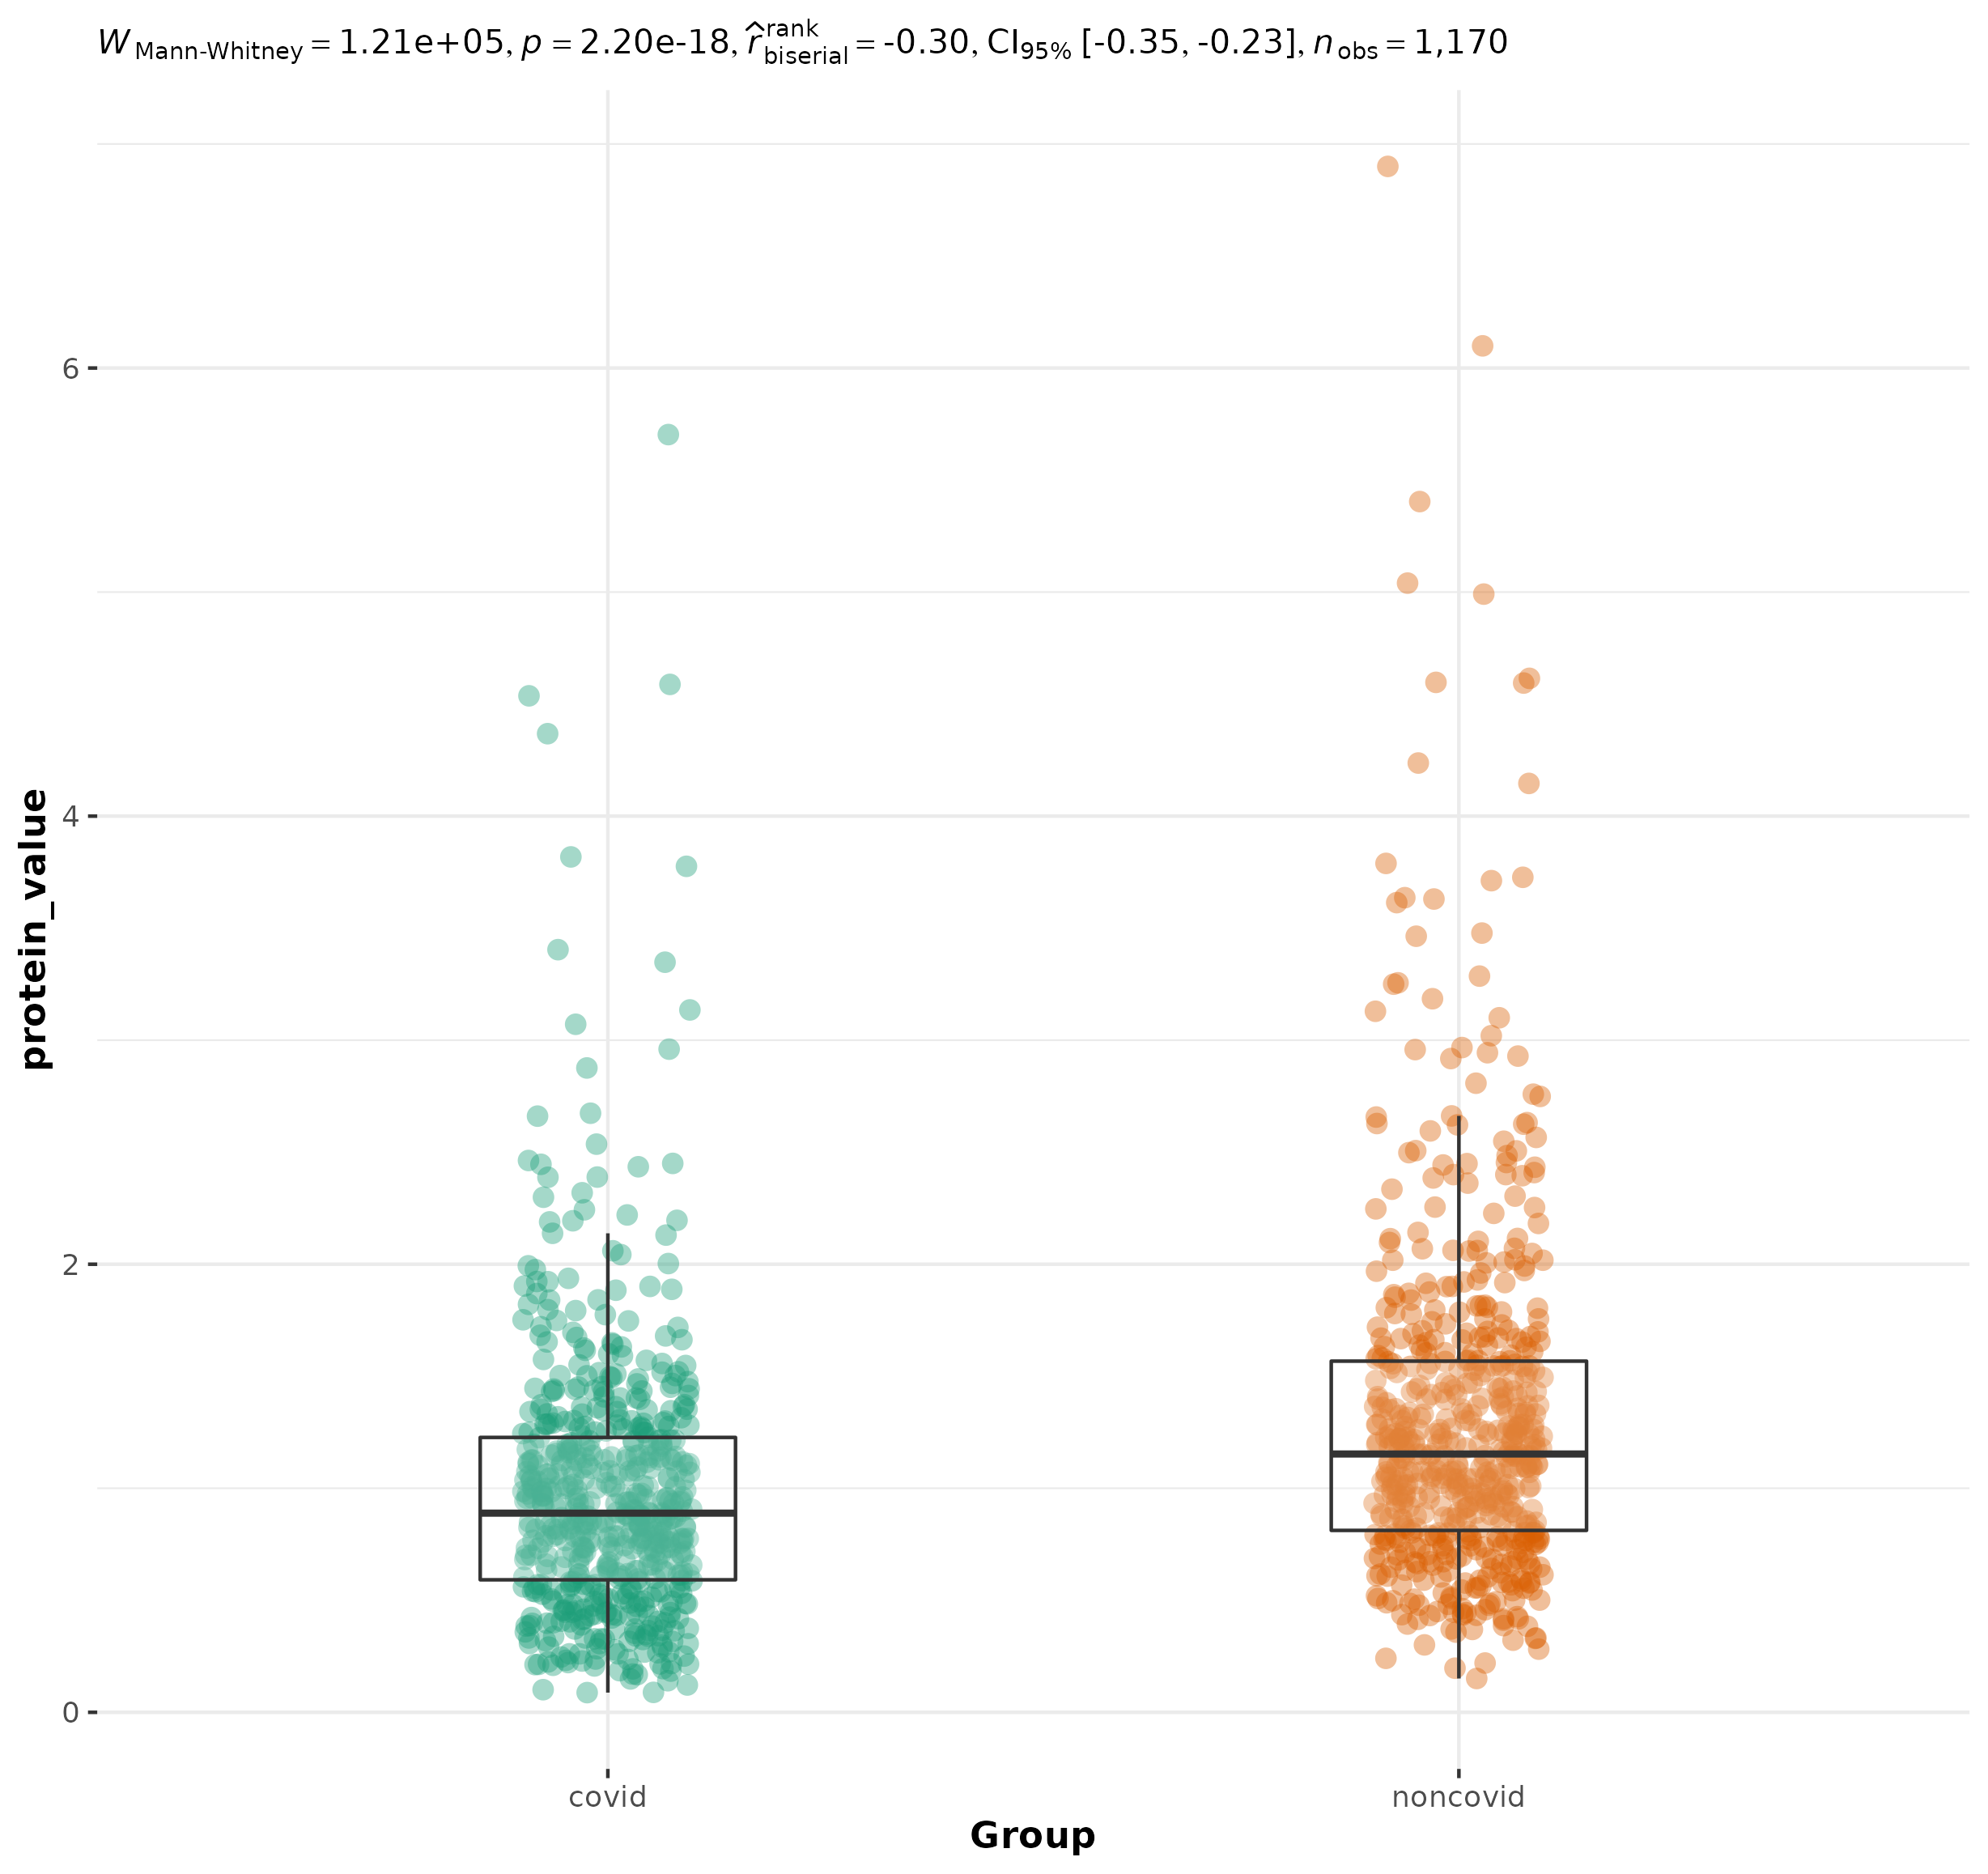 W Mann-Whitney = 1.21e+05, p = 2.20e-18, r̂ rank biserial = -0.30, CI95% [-0.35, -0.23], n obs = 1,170
6
4
2
0
protein_value
covid noncovid
Group